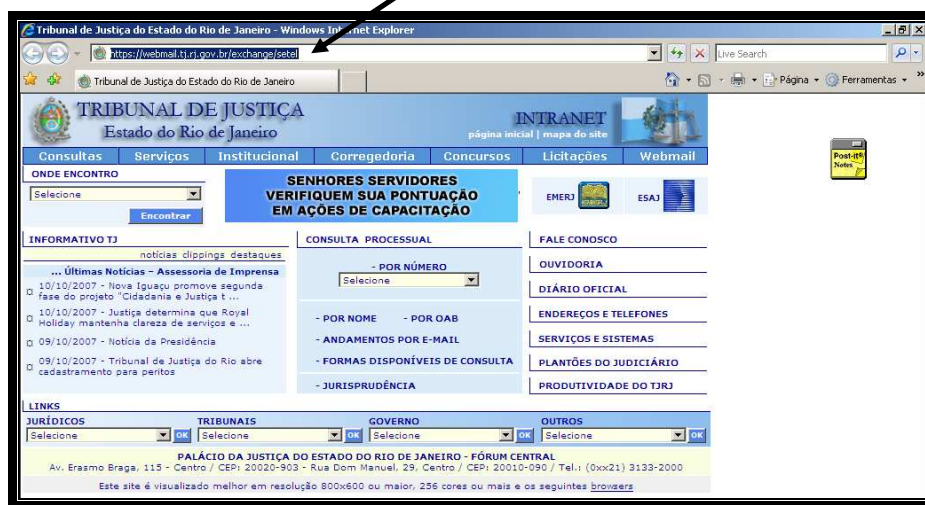 Tribunal de Justiça do Estado do Rio de Janeiro - Windows Internet Explorer
https://webmail.tj.rj.gov.br/exchange/setel
Live Search
Tribunal de Justiça do Estado do Rio de Janeiro
Página
Ferramentas
TRIBUNAL DE JUSTIÇA
Estado do Rio de Janeiro
INTRANET
página inicial | mapa do site
Consultas Serviços Institucional Corregedoria Concursos Licitações Webmail
Post-it®
Notes
ONDE ENCONTRO
Selecione
Encontrar
SENHORES SERVIDORES
VERIFIQUEM SUA PONTUAÇÃO
EM AÇÕES DE CAPACITAÇÃO
EMERJ
ESAJ
INFORMATIVO TJ
notícias clippings destaques
... Últimas Notícias - Assessoria de Imprensa
10/10/2007 - Nova Iguaçu promove segunda
fase do projeto "Cidadania e Justiça t ...
10/10/2007 - Justiça determina que Royal
Holiday mantenha clareza de serviços e ...
09/10/2007 - Notícia da Presidência
09/10/2007 - Tribunal de Justiça do Rio abre
cadastramento para peritos
CONSULTA PROCESSUAL
- POR NÚMERO
Selecione
- POR NOME - POR OAB
- ANDAMENTOS POR E-MAIL
- FORMAS DISPONÍVEIS DE CONSULTA
- JURISPRUDÊNCIA
FALE CONOSCO
OUVIDORIA
DIÁRIO OFICIAL
ENDEREÇOS E TELEFONES
SERVIÇOS E SISTEMAS
PLANTÕES DO JUDICIÁRIO
PRODUTIVIDADE DO TJRJ
LINKS
JURÍDICOS TRIBUNAIS GOVERNO OUTROS
Selecione OK Selecione OK Selecione OK Selecione OK
PALÁCIO DA JUSTIÇA DO ESTADO DO RIO DE JANEIRO - FÓRUM CENTRAL
Av. Erasmo Braga, 115 - Centro / CEP: 20020-903 - Rua Dom Manuel, 29, Centro / CEP: 20010-090 / Tel.: (0xx21) 3133-2000
Este site é visualizado melhor em resolução 800x600 ou maior, 256 cores ou mais e os seguintes browsers